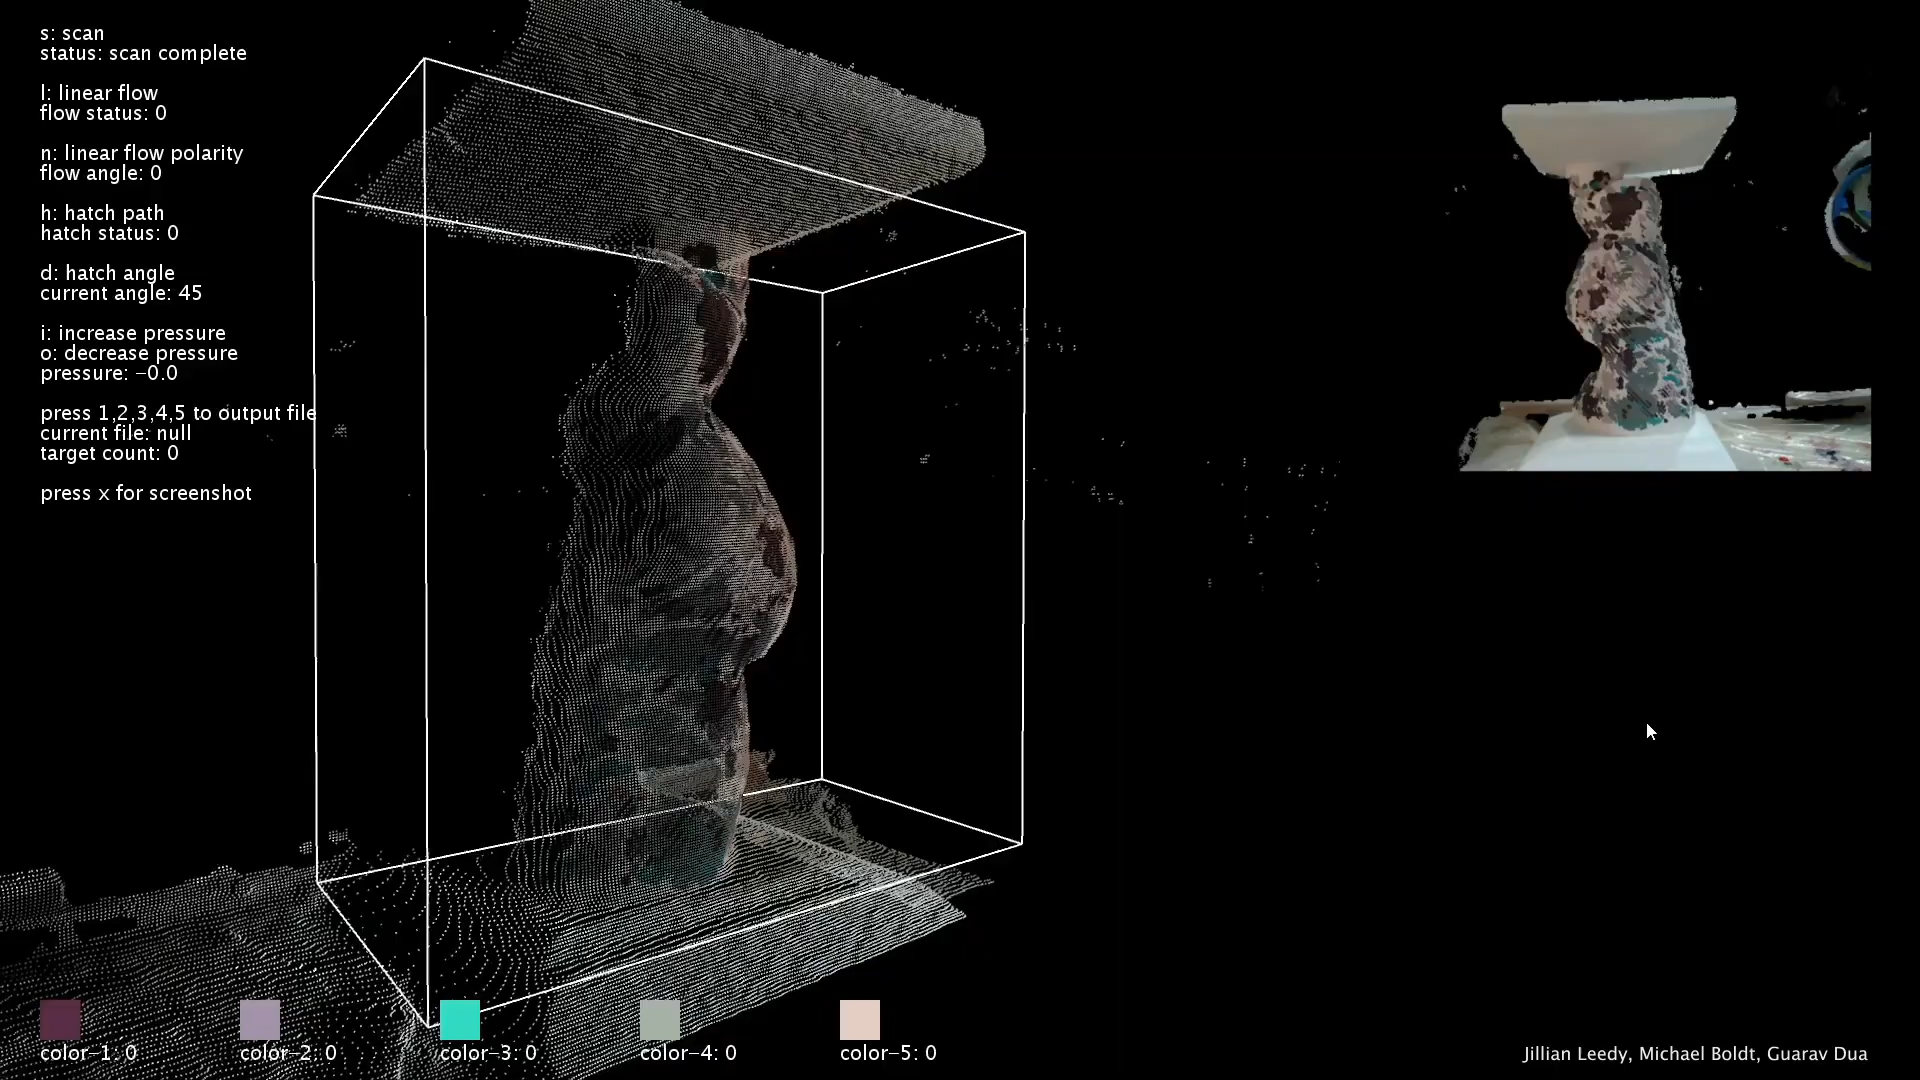 s: scan
status: scan complete
l: linear flow
flow status: 0
n: linear flow polarity
flow angle: 0
h: hatch path
hatch status: 0
d: hatch angle
current angle: 45
i: increase pressure
o: decrease pressure
pressure: −0.0
press 1,2,3,4,5 to output file
current file: null
target count: 0
press x for screenshot
color−1: 0
color−2: 0
color−3: 0
color−4: 0
color−5: 0
Jillian Leedy, Michael Boldt, Guarav Dua